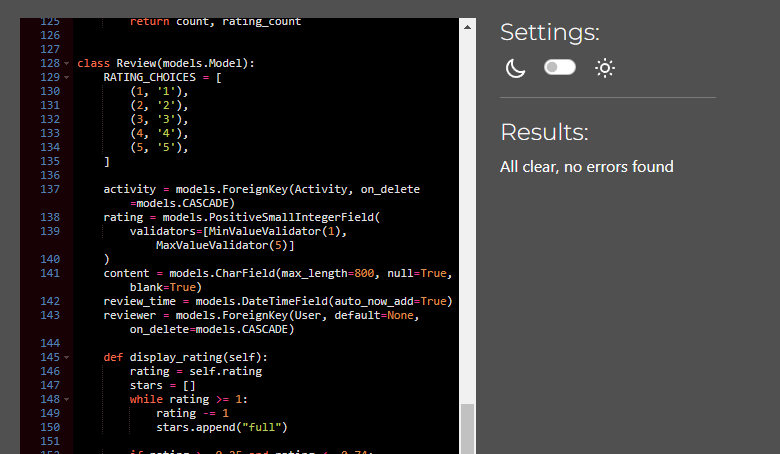 125 return count, rating_count
126
127
128 class Review(models.Model):
129 RATING_CHOICES = [
130 (1, '1'),
131 (2, '2'),
132 (3, '3'),
133 (4, '4'),
134 (5, '5'),
135 ]
136
137 activity = models.ForeignKey(Activity, on_delete
=models.CASCADE)
138 rating = models.PositiveSmallIntegerField(
139 validators=[MinValueValidator(1),
MaxValueValidator(5)]
140 )
141 content = models.CharField(max_length=800, null=True,
blank=True)
142 review_time = models.DateTimeField(auto_now_add=True)
143 reviewer = models.ForeignKey(User, default=None,
on_delete=models.CASCADE)
144
145 def display_rating(self):
146 rating = self.rating
147 stars = []
148 while rating >= 1:
149 rating -= 1
150 stars.append("full")
151
Settings:
Results:
All clear, no errors found